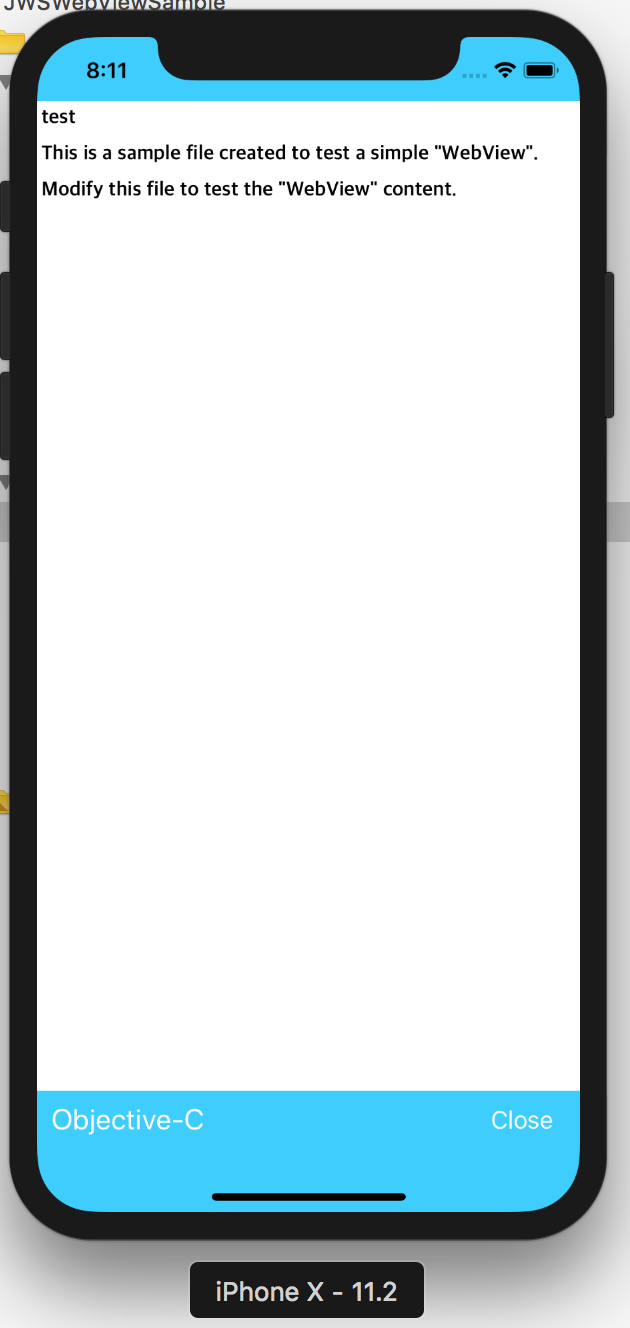 JWSWebViewSample
8:11
test
This is a sample file created to test a simple "WebView".
Modify this file to test the "WebView" content.
Objective-C
Close
iPhone X - 11.2